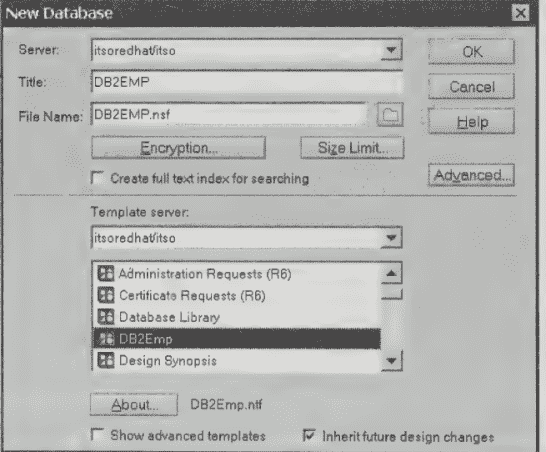 New Database
Server: itsoredhat/itso OK
Title: DB2EMP Cancel
File Name: DB2EMP.nsf Help
Encryption... Size Limit...
Create full text index for searching Advanced...
Template server:
itsoredhat/itso
Administration Requests (R6)
Certificate Requests (R6)
Database Library
DB2Emp
Design Synopsis
About... DB2Emp.ntf
Show advanced templates Inherit future design changes